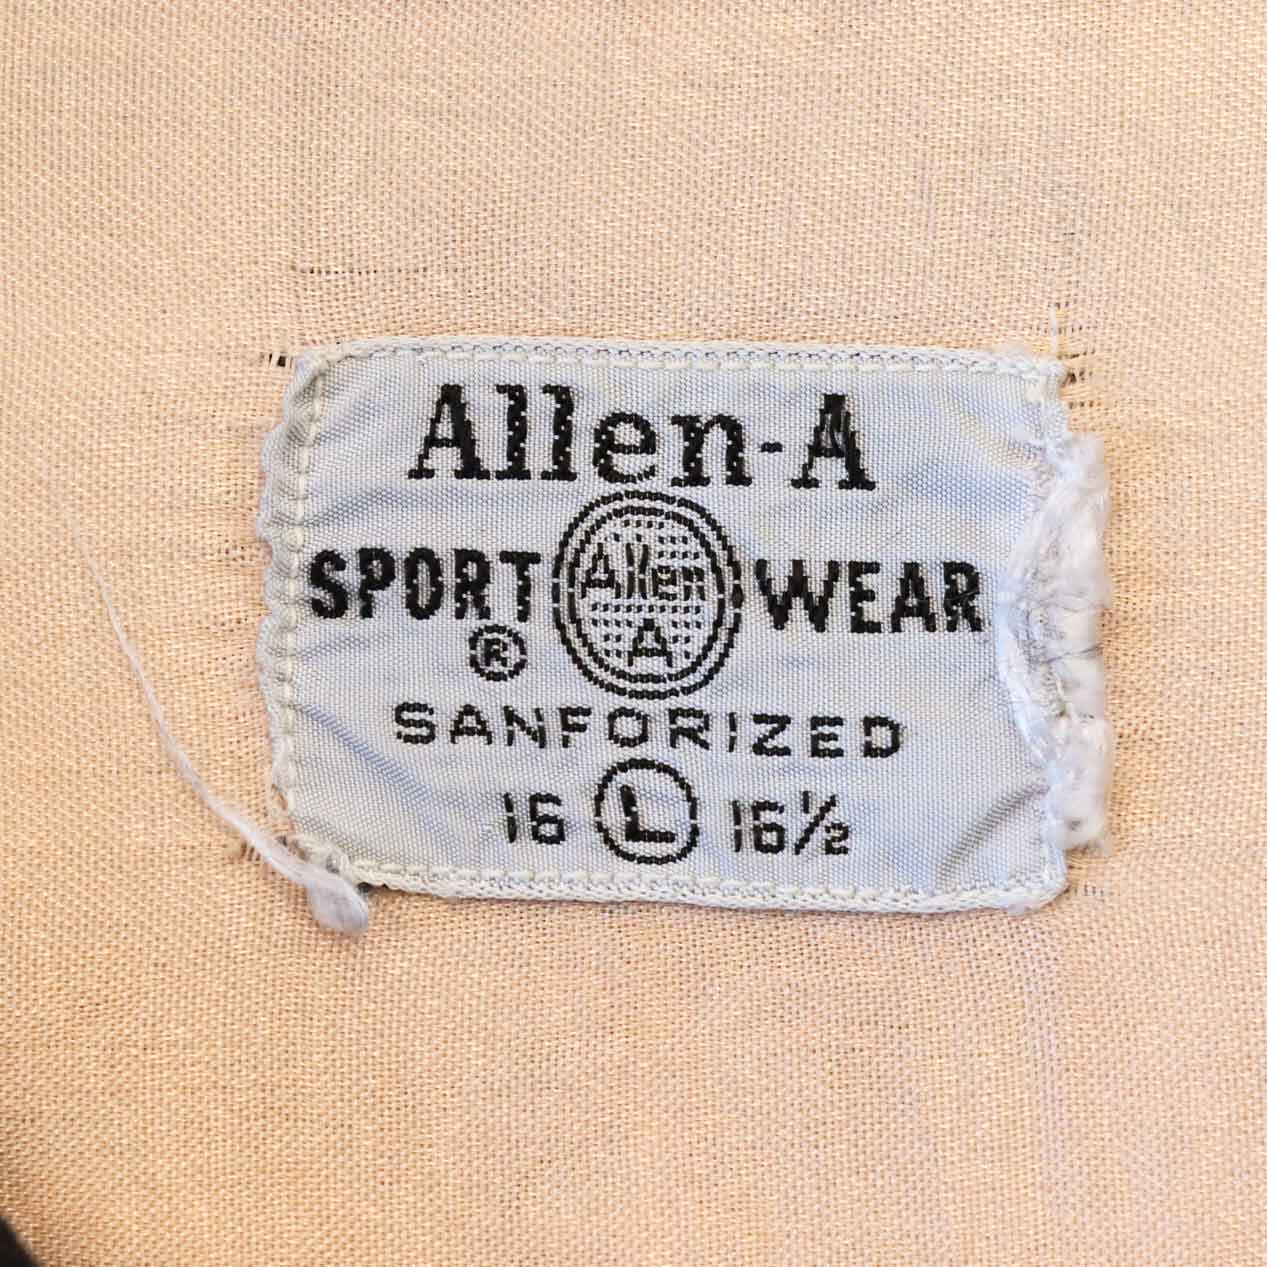 Allen-A
SPORT Allen A WEAR
®
SANFORIZED
16 L 16½